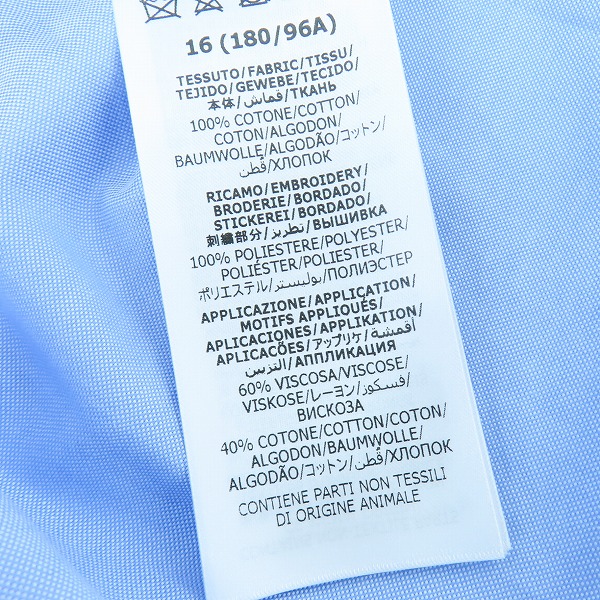 16 (180/96A)
TESSUTO/FABRIC/TISSU/
TEJIDO/GEWEBE/TECIDO/
本体/قماش/ТКАНЬ
100% COTONE/COTTON/
COTON/ALGODON/
BAUMWOLLE/ALGODÃO/コットン/
قُطن/ХЛОПОК
RICAMO/EMBROIDERY/
BRODERIE/BORDADO/
STICKEREI/BORDADO/
刺繍部分/تطريز/ВЫШИВКА
100% POLIESTERE/POLYESTER/
POLIÉSTER/POLYESTER/
ポリエステル/بوليستر/ПОЛИЭСТЕР
APPLICAZIONE/APPLICATION/
MOTIFS APPLIQUÉS/
APLICACIONES/APPLIKATION/
APLICACÕES/アップリケ/أقمشة
التزيين/АППЛИКАЦИЯ
60% VISCOSA/VISCOSE/
VISKOSE/レーヨン/فسكوز/
ВИСКОЗА
40% COTONE/COTTON/COTON/
ALGODON/BAUMWOLLE/
ALGODÃO/コットン/قُطن/ХЛОПОК
CONTIENE PARTI NON TESSILI
DI ORIGINE ANIMALE